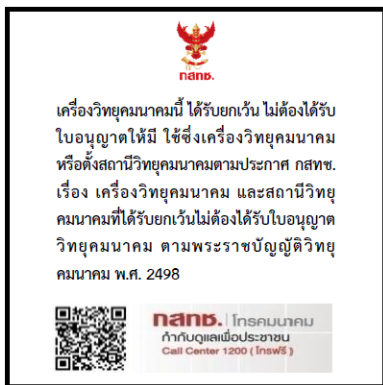 กสทช.
เครื่องวิทยุคมนาคมนี้ ได้รับยกเว้น ไม่ต้องได้รับ
ใบอนุญาตให้มี ใช้ซึ่งเครื่องวิทยุคมนาคม
หรือตั้งสถานีวิทยุคมนาคมตามประกาศ กสทช.
เรื่อง เครื่องวิทยุคมนาคม และสถานีวิทยุ
คมนาคมที่ได้รับยกเว้นไม่ต้องได้รับใบอนุญาต
วิทยุคมนาคม ตามพระราชบัญญัติวิทยุ
คมนาคม พ.ศ. 2498
กสทช. | โทรคมนาคม
กำกับดูแลเพื่อประชาชน
Call Center 1200 ( โทรฟรี )